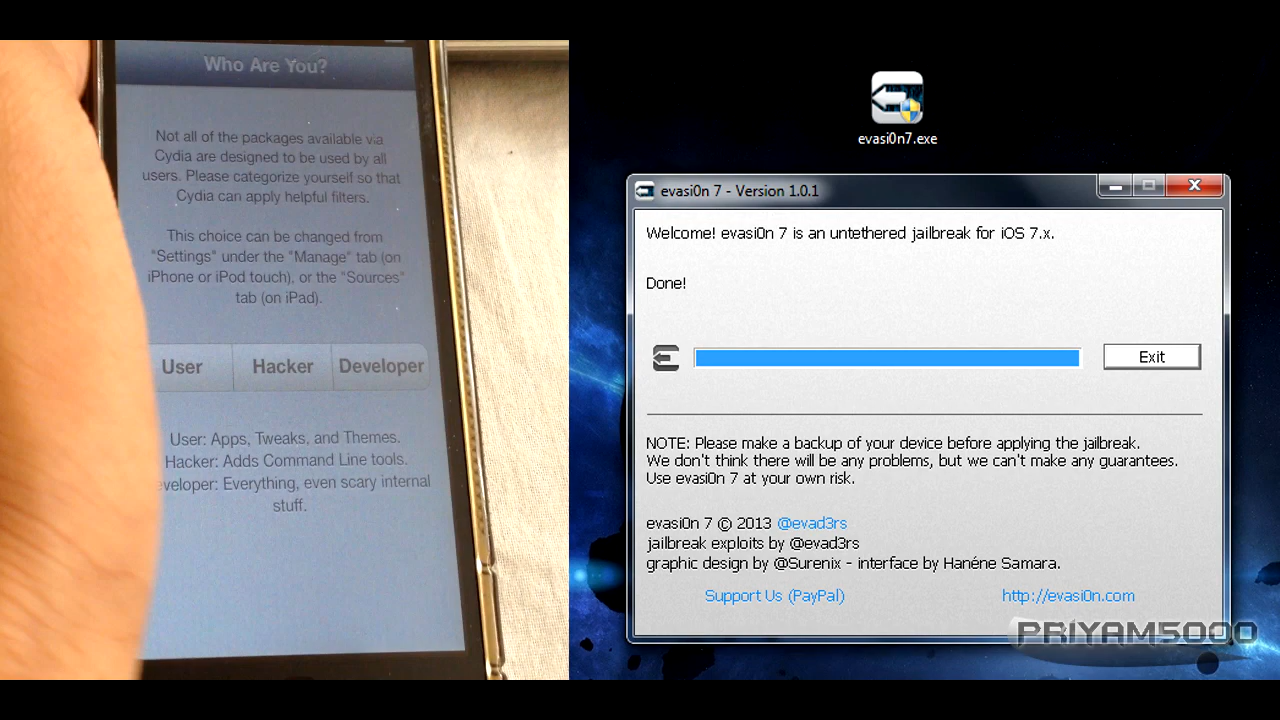 Who Are You?
Not all of the packages available via
Cydia are designed to be used by all
users. Please categorize yourself so that
Cydia can apply helpful filters.
This choice can be changed from
"Settings" under the "Manage" tab (on
iPhone or iPod touch), or the "Sources"
tab (on iPad).
User Hacker Developer
User: Apps, Tweaks, and Themes.
Hacker: Adds Command Line tools.
eveloper: Everything, even scary internal
stuff.
evasi0n7.exe
evasi0n 7 - Version 1.0.1
Welcome! evasi0n 7 is an untethered jailbreak for iOS 7.x.
Done!
Exit
NOTE: Please make a backup of your device before applying the jailbreak.
We don't think there will be any problems, but we can't make any guarantees.
Use evasi0n 7 at your own risk.
evasi0n 7 © 2013 @evad3rs
jailbreak exploits by @evad3rs
graphic design by @Surenix - interface by Hanéne Samara.
Support Us (PayPal) http://evasi0n.com
PRIYAM5000